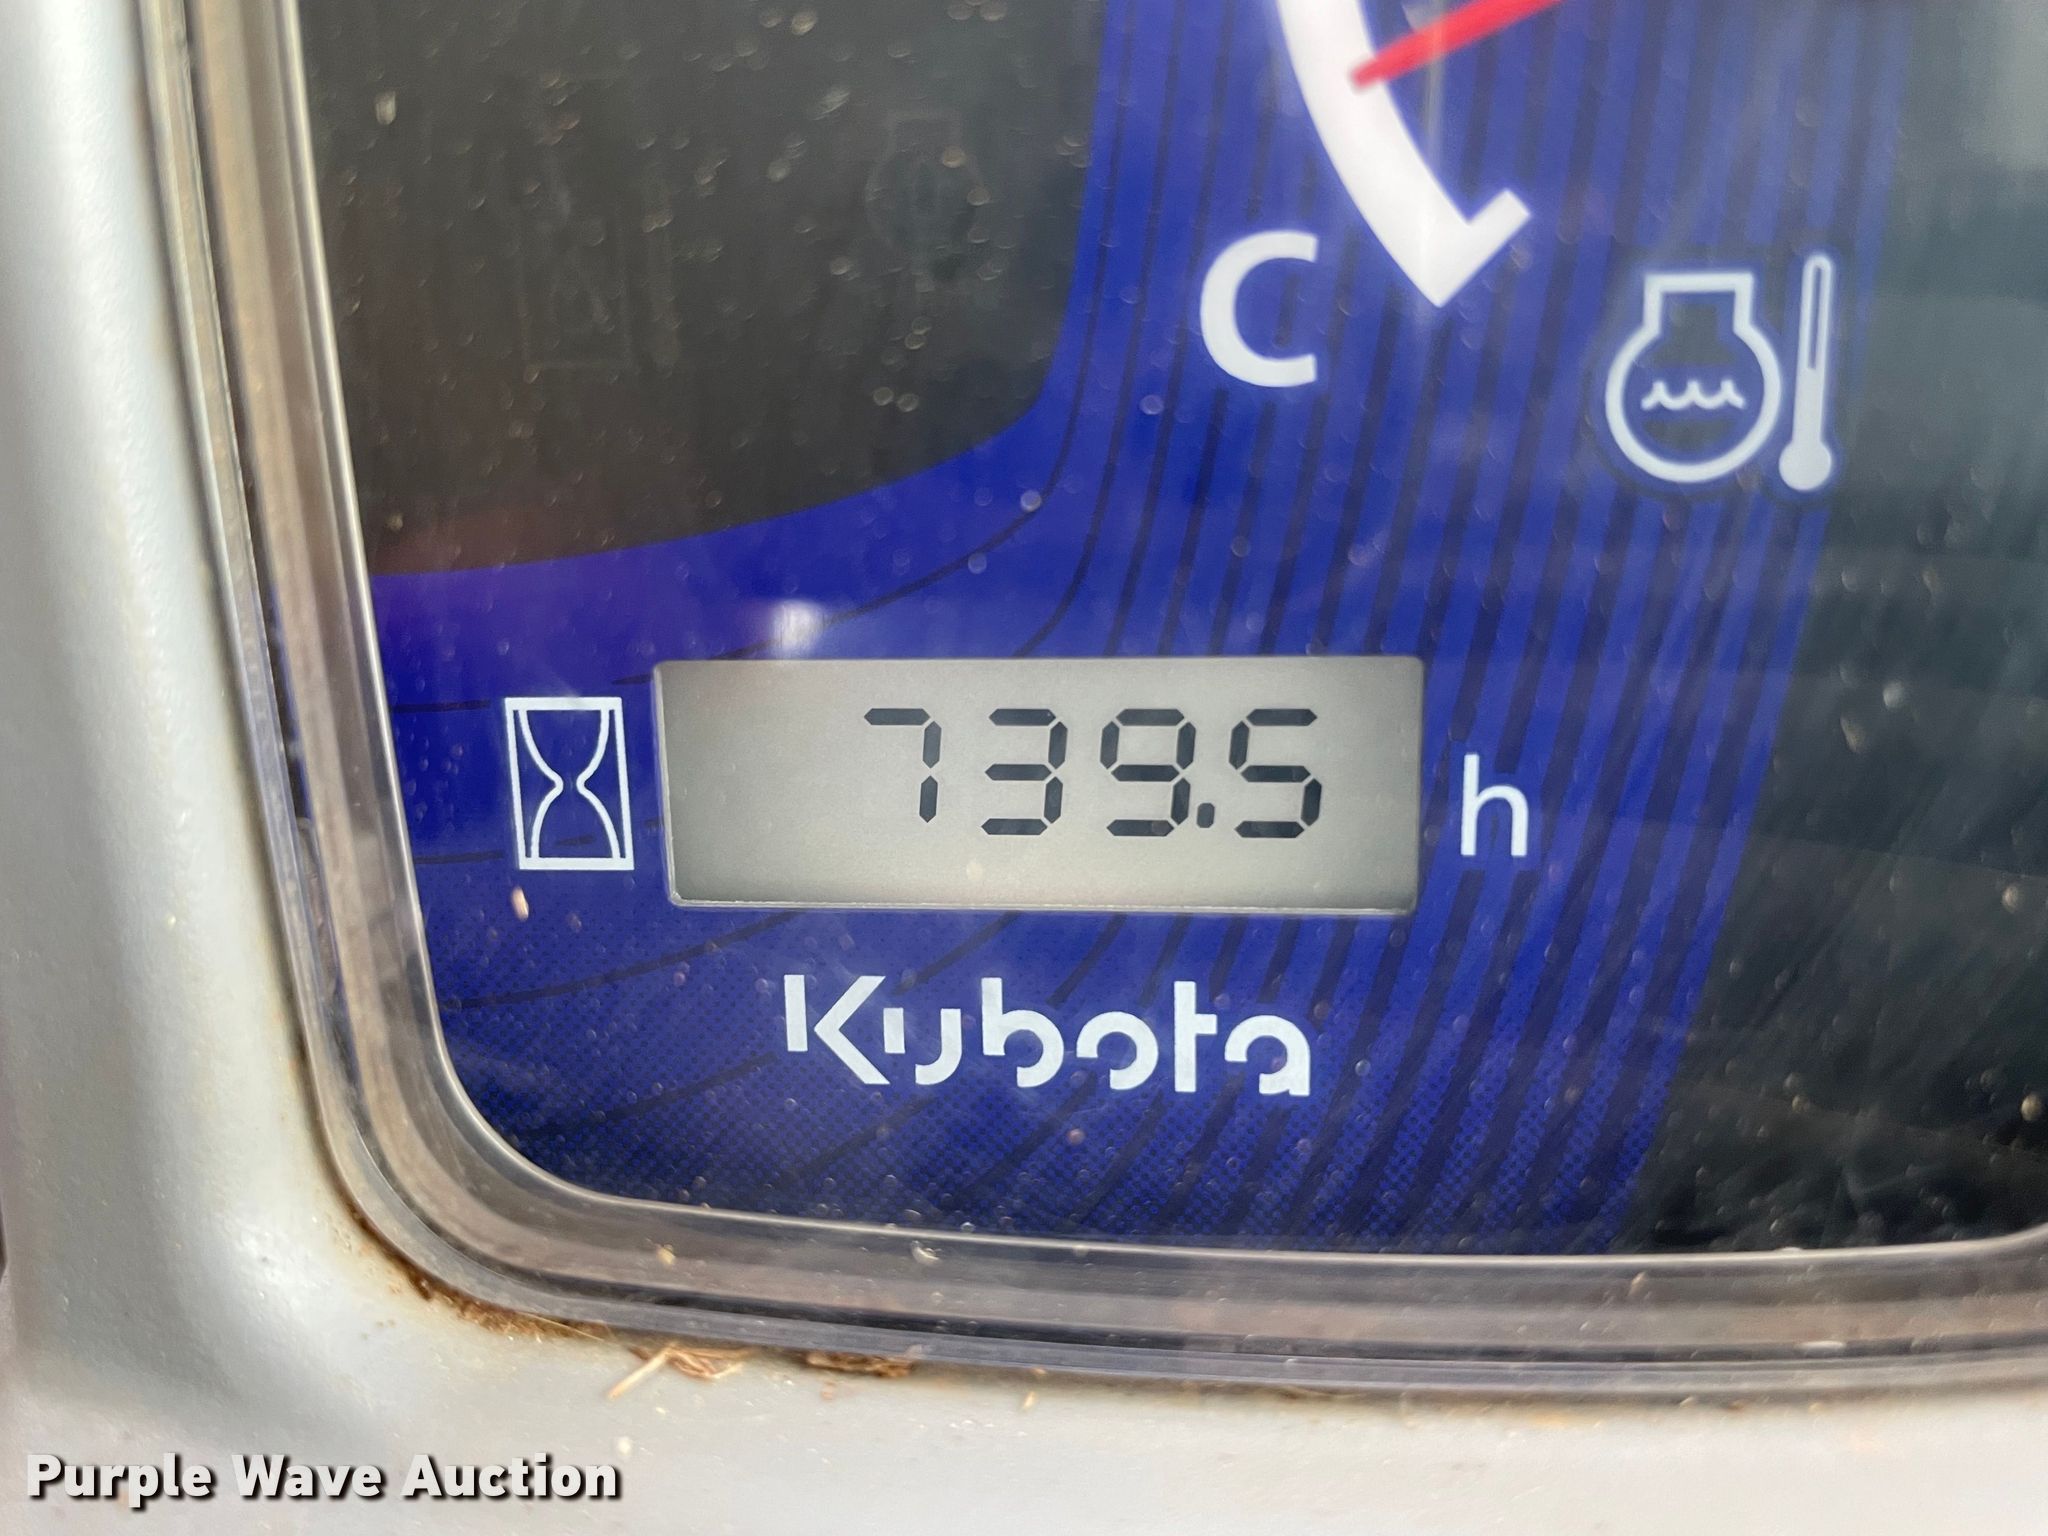 C
739.5 h
Kubota
Purple Wave Auction